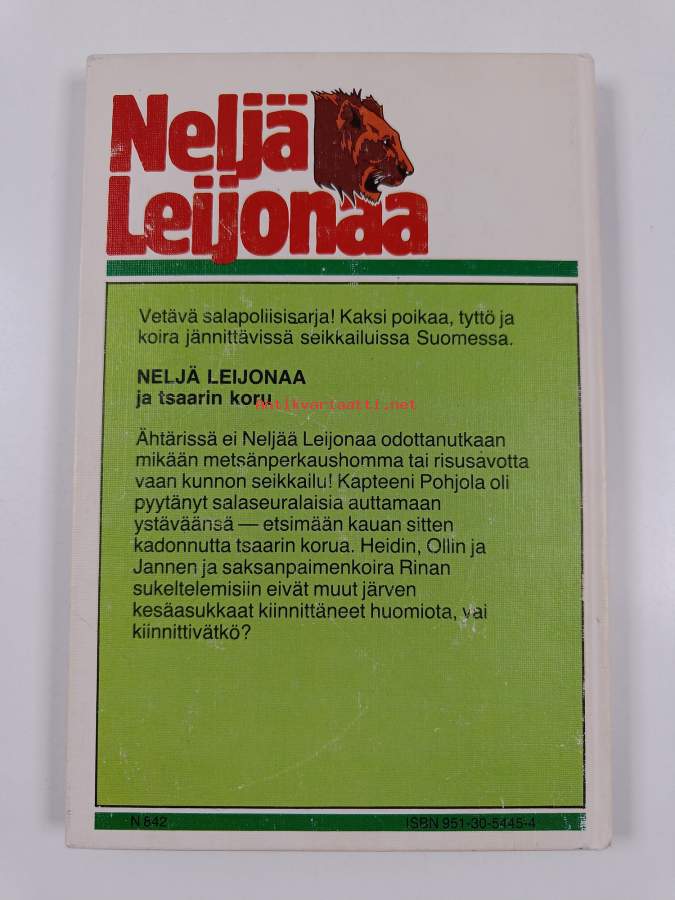 Neljä
Leijonaa
Vetävä salapoliisisarja! Kaksi poikaa, tyttö ja
koira jännittävissä seikkailuissa Suomessa.
NELJÄ LEIJONAA
ja tsaarin koru
Antikvariaatti.net
Ähtärissä ei Neljää Leijonaa odottanutkaan
mikään metsänperkaushomma tai risusavotta
vaan kunnon seikkailu! Kapteeni Pohjola oli
pyytänyt salaseuralaisia auttamaan
ystäväänsä — etsimään kauan sitten
kadonnutta tsaarin korua. Heidin, Ollin ja
Jannen ja saksanpaimenkoira Rinan
sukeltelemisiin eivät muut järven
kesäasukkaat kiinnittäneet huomiota, vai
kiinnittivätkö?
N 842 ISBN 951-30-5445-4